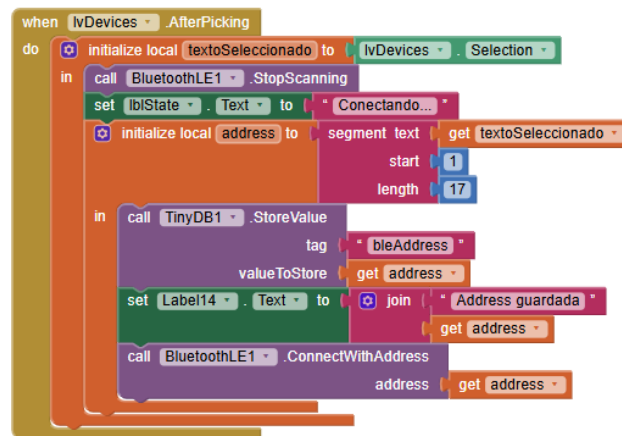 when lvDevices .AfterPicking
do initialize local textoSeleccionado to lvDevices . Selection
in call BluetoothLE1 .StopScanning
set lblState . Text to " Conectando... "
initialize local address to segment text get textoSeleccionado
start 1
length 17
in call TinyDB1 .StoreValue
tag " bleAddress "
valueToStore get address
set Label14 . Text to join " Address guardada "
get address
call BluetoothLE1 .ConnectWithAddress
address get address